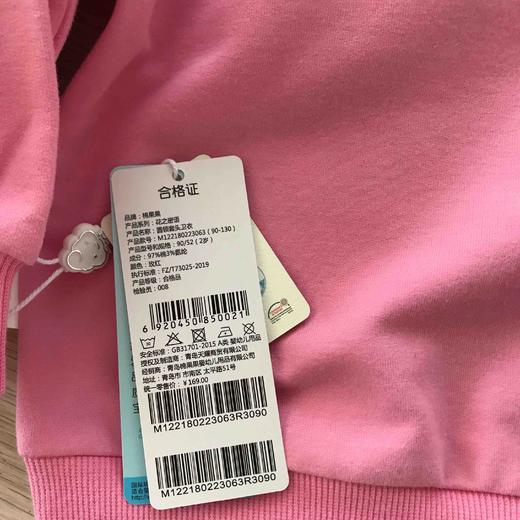 合格证
品牌：棉果果
产品系列：花之密语
产品名称：圆领套头卫衣
产品款号：M122180223063 (90-130)
产品型号和规格：90/52 (2岁)
成分：97%棉3%氨纶
颜色：玫红
执行标准：FZ/T73025-2019
产品等级：合格品
检验员：008
6 920450 850021
安全标准：GB31701-2015 A类 婴幼儿用品
授权及制造商：青岛天耀商贸有限公司
经销商：青岛棉果果婴幼儿用品有限公司
地址：青岛市 市南区 太平路51号
统一零售价：¥169.00
M122180223063R3090
M122180223063R3090